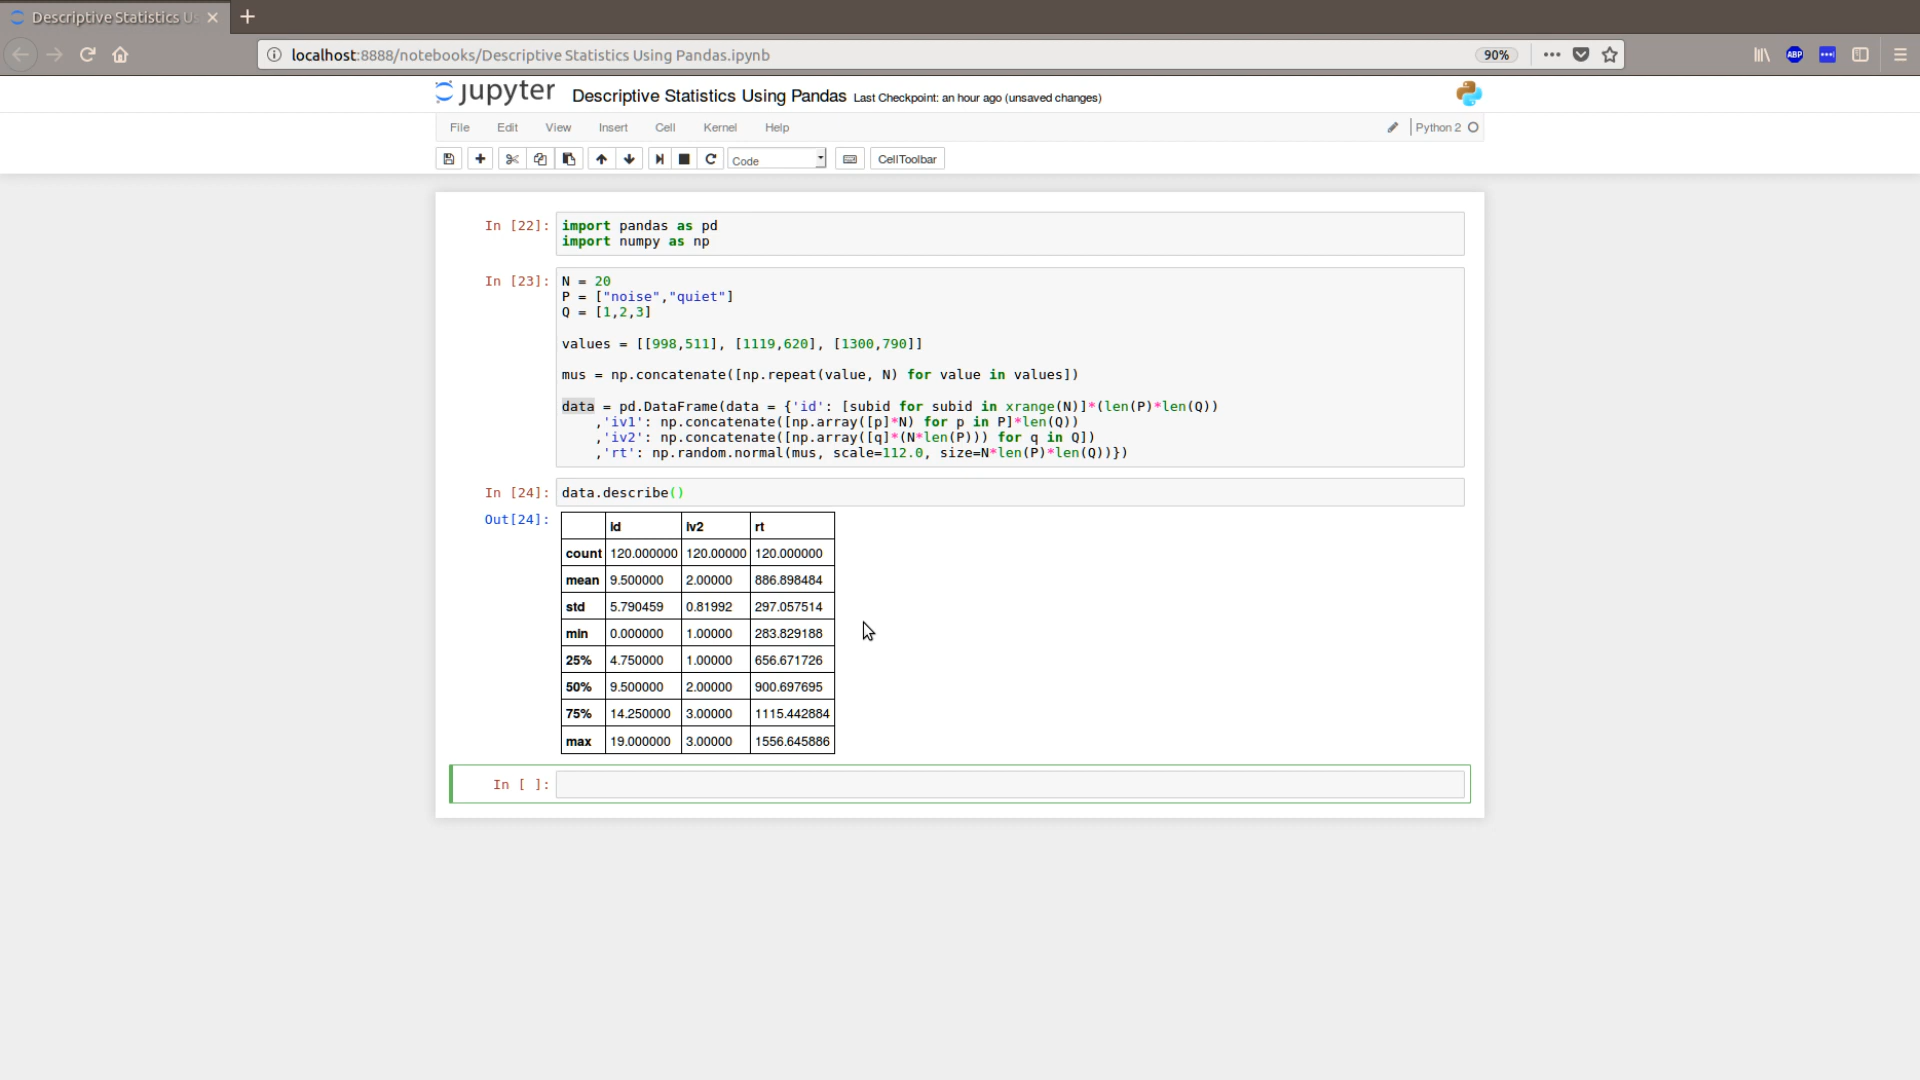 Descriptive Statistics Us
localhost:8888/notebooks/Descriptive Statistics Using Pandas.ipynb
90%
ABP
jupyter Descriptive Statistics Using Pandas Last Checkpoint: an hour ago (unsaved changes)
File Edit View Insert Cell Kernel Help Python 2
Code CellToolbar
In [22]: import pandas as pd
import numpy as np
In [23]: N = 20
P = ["noise","quiet"]
Q = [1,2,3]
values = [[998,511], [1119,620], [1300,790]]
mus = np.concatenate([np.repeat(value, N) for value in values])
data = pd.DataFrame(data = {'id': [subid for subid in xrange(N)]*(len(P)*len(Q))
,'iv1': np.concatenate([np.array([p]*N) for p in P]*len(Q))
,'iv2': np.concatenate([np.array([q]*(N*len(P))) for q in Q])
,'rt': np.random.normal(mus, scale=112.0, size=N*len(P)*len(Q))})
In [24]: data.describe()
Out[24]:
id iv2 rt
count 120.000000 120.00000 120.000000
mean 9.500000 2.00000 886.898484
std 5.790459 0.81992 297.057514
min 0.000000 1.00000 283.829188
25% 4.750000 1.00000 656.671726
50% 9.500000 2.00000 900.697695
75% 14.250000 3.00000 1115.442884
max 19.000000 3.00000 1556.645886
In [ ]: